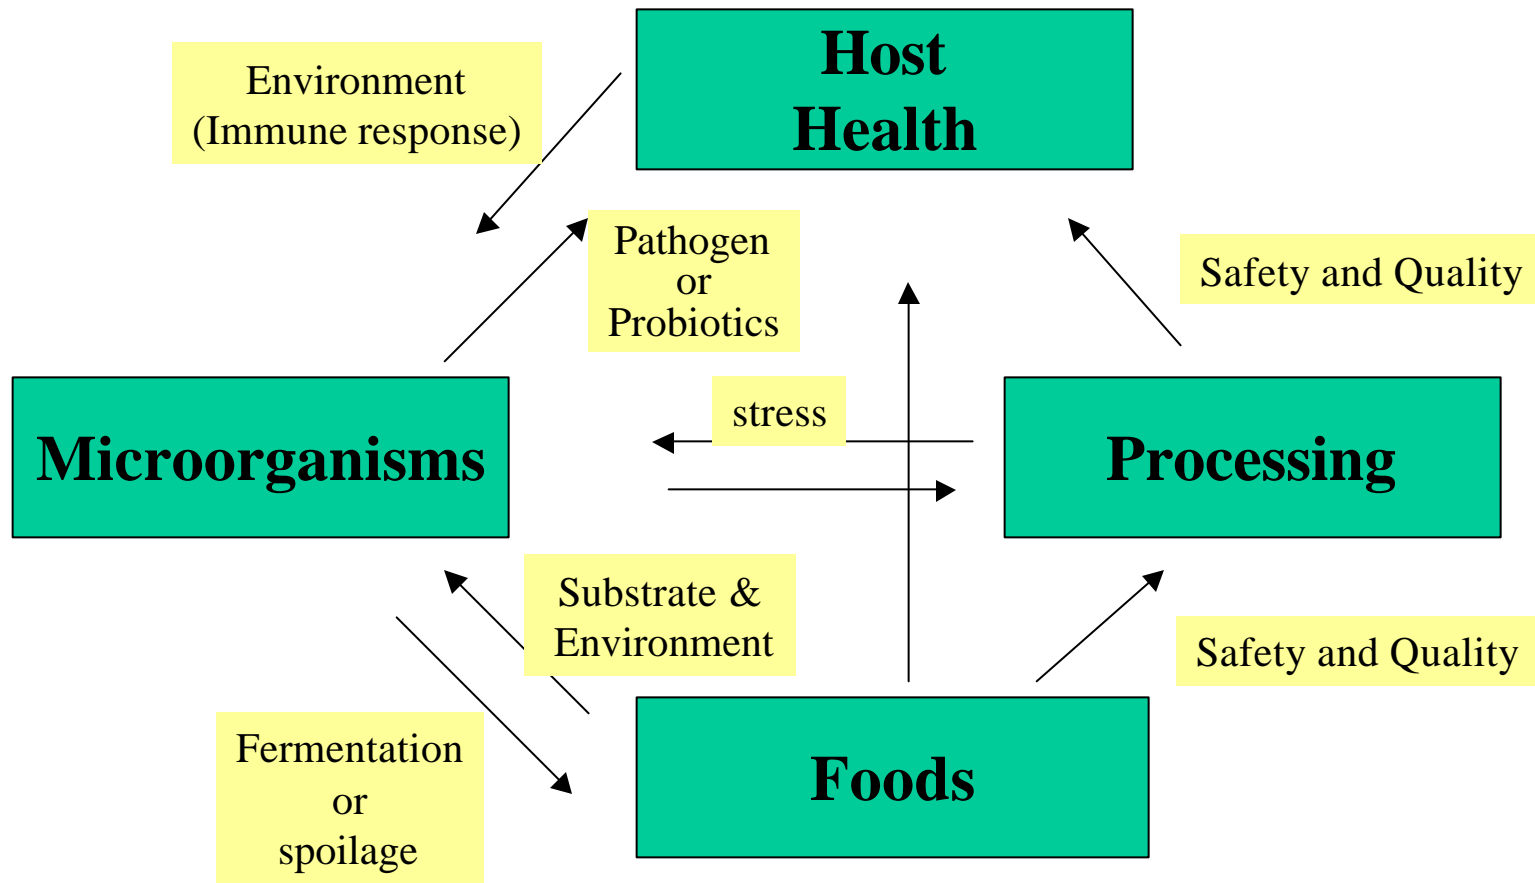 Host
Health
Environment
(Immune response)
Pathogen
or
Probiotics
Safety and Quality
stress
Microorganisms
Processing
Substrate &
Environment
Safety and Quality
Fermentation
or
spoilage
Foods